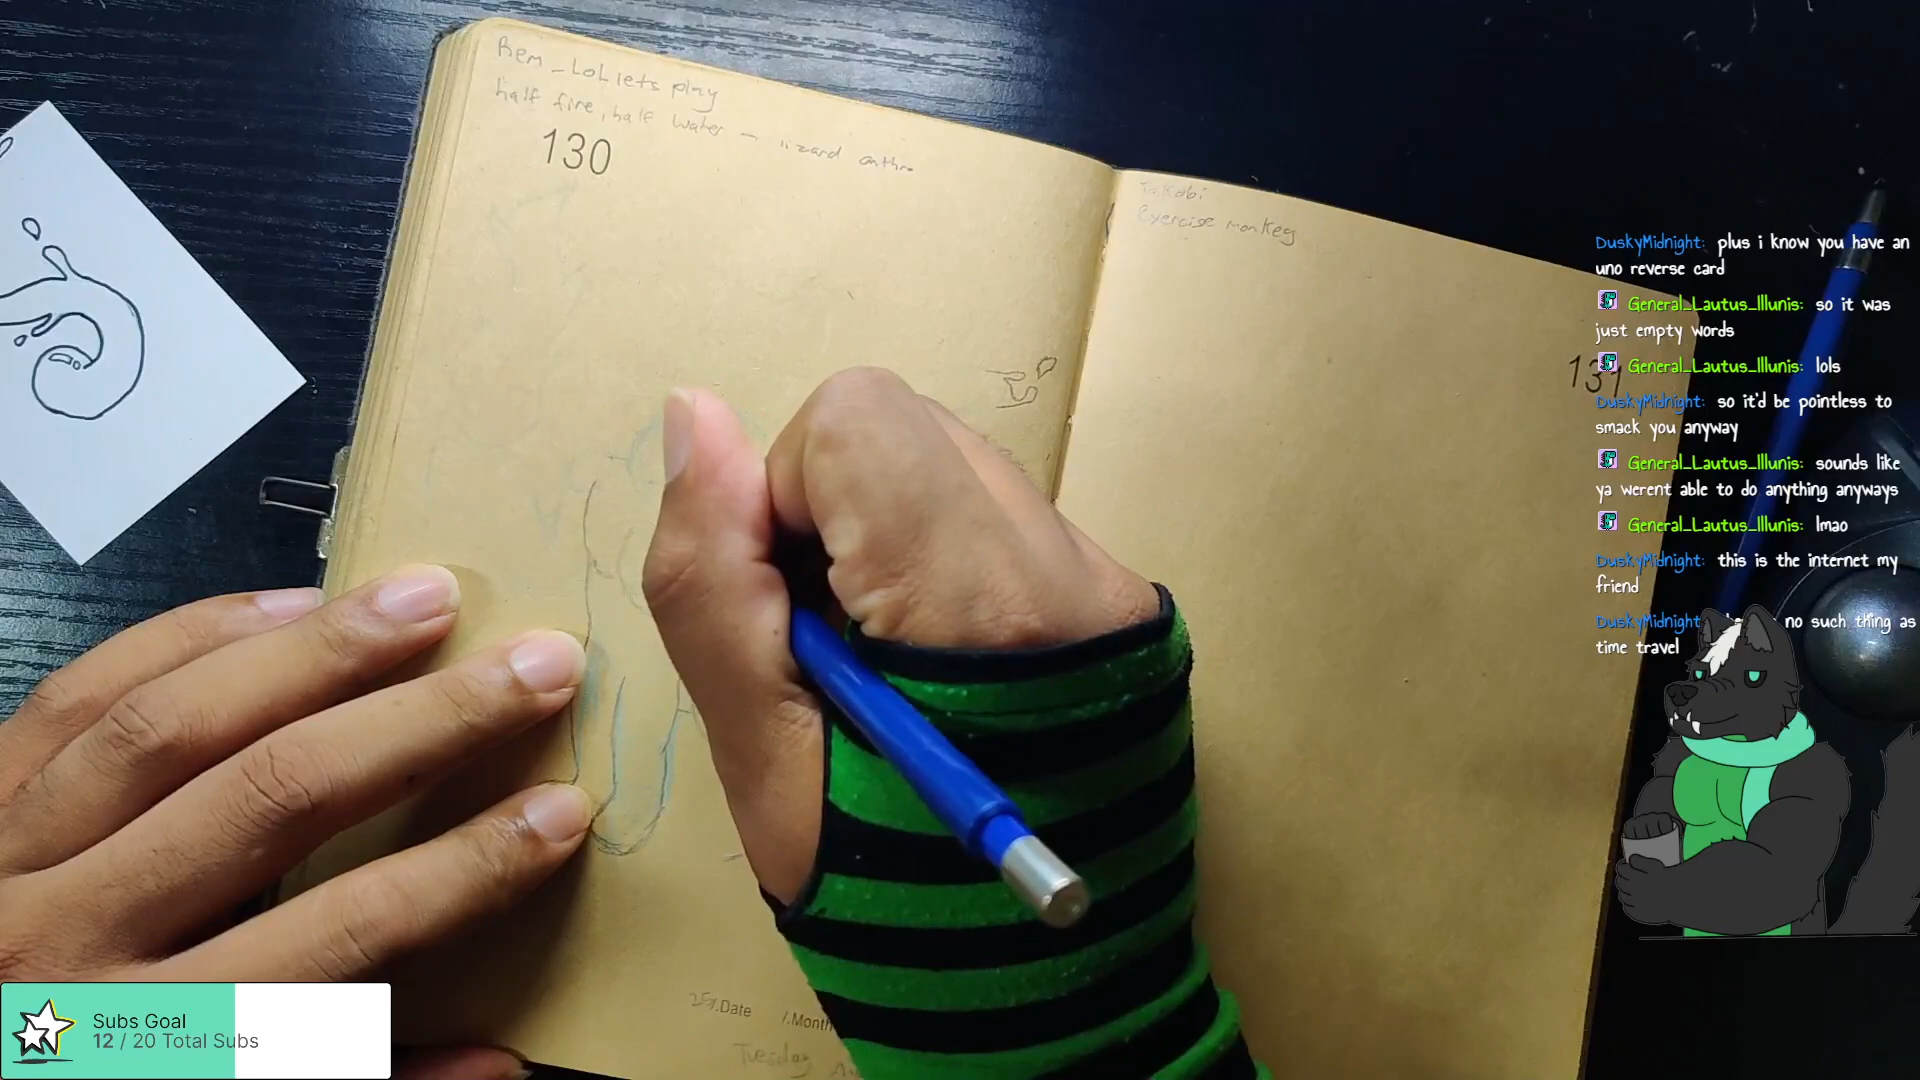 Rem - LoL lets play
half fire, half water - lizard anthro
130
Takobi
Exercise monkey
131
DuskyMidnight: plus i know you have an
uno reverse card
General_Lautus_Illunis: so it was
just empty words
General_Lautus_Illunis: lols
DuskyMidnight: so it'd be pointless to
smack you anyway
General_Lautus_Illunis: sounds like
ya werent able to do anything anyways
General_Lautus_Illunis: lmao
DuskyMidnight: this is the internet my
friend
DuskyMidnight no such thing as
time travel
.Date /.Month
Tuesday
Subs Goal
12 / 20 Total Subs